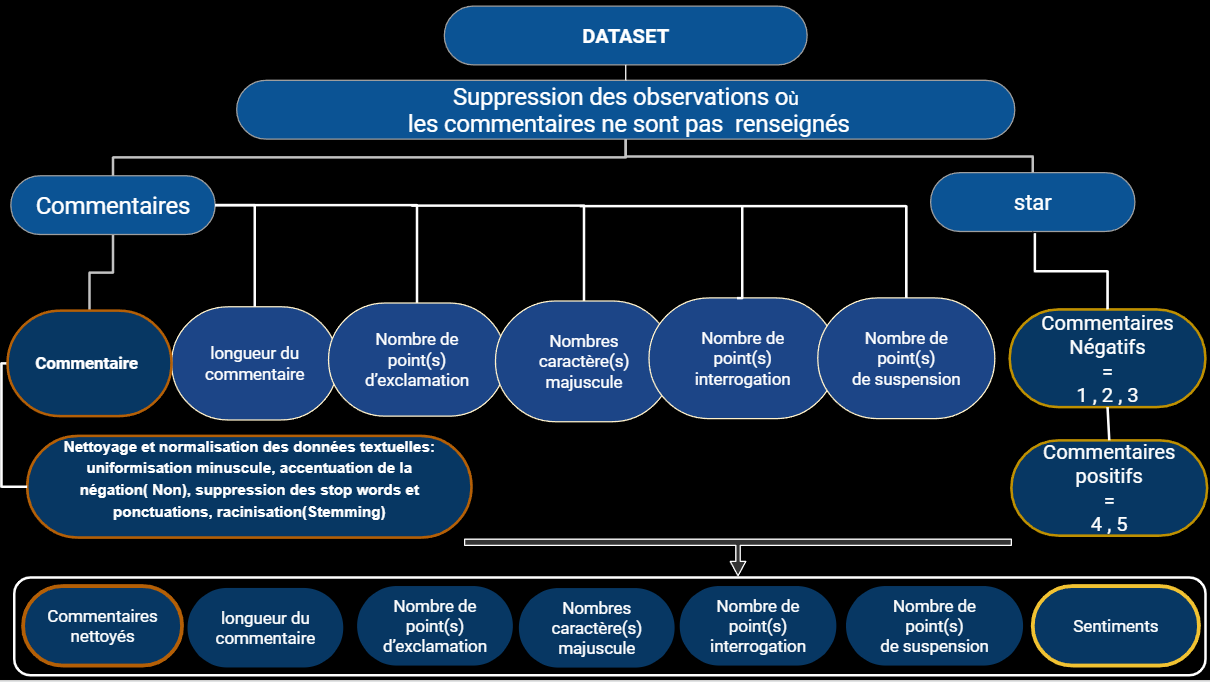 DATASET
Suppression des observations où
les commentaires ne sont pas renseignés
Commentaires
star
Commentaire
longueur du
commentaire
Nombre de
point(s)
d’exclamation
Nombres
caractère(s)
majuscule
Nombre de
point(s)
interrogation
Nombre de
point(s)
de suspension
Commentaires
Négatifs
=
1 , 2 , 3
Nettoyage et normalisation des données textuelles:
uniformisation minuscule, accentuation de la
négation( Non), suppression des stop words et
ponctuations, racinisation(Stemming)
Commentaires
positifs
=
4 , 5
Commentaires
nettoyés
longueur du
commentaire
Nombre de
point(s)
d’exclamation
Nombres
caractère(s)
majuscule
Nombre de
point(s)
interrogation
Nombre de
point(s)
de suspension
Sentiments